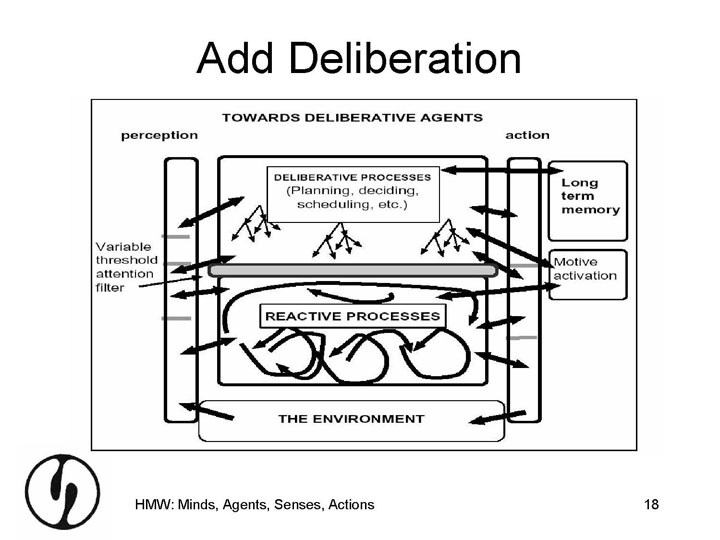 Add Deliberation
TOWARDS DELIBERATIVE AGENTS
perception
action
DELIBERATIVE PROCESSES
(Planning, deciding,
scheduling, etc.)
Long
term
memory
Variable
threshold
attention
filter
Motive
activation
REACTIVE PROCESSES
THE ENVIRONMENT
HMW: Minds, Agents, Senses, Actions
18